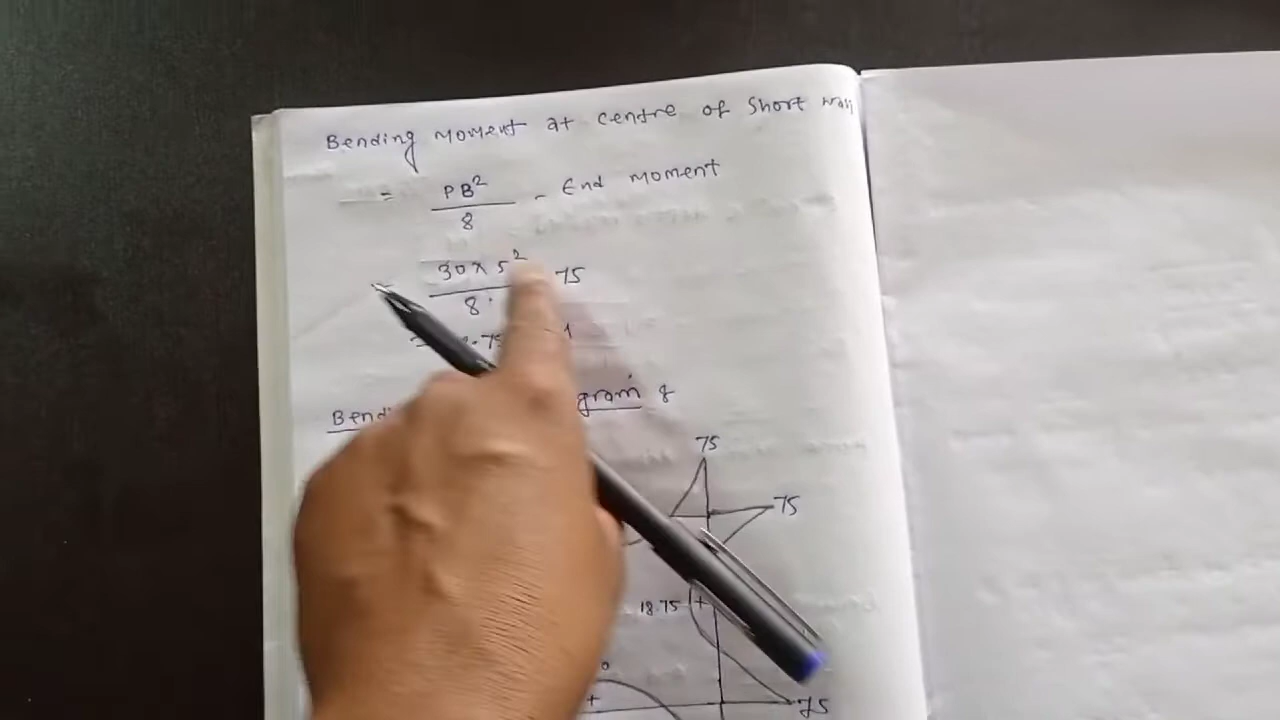 Bending Moment at centre of Short wall
= PB²
8
- End Moment
30 x 5²
8
75
Bendi gram
75
75
18.75 +
+
75